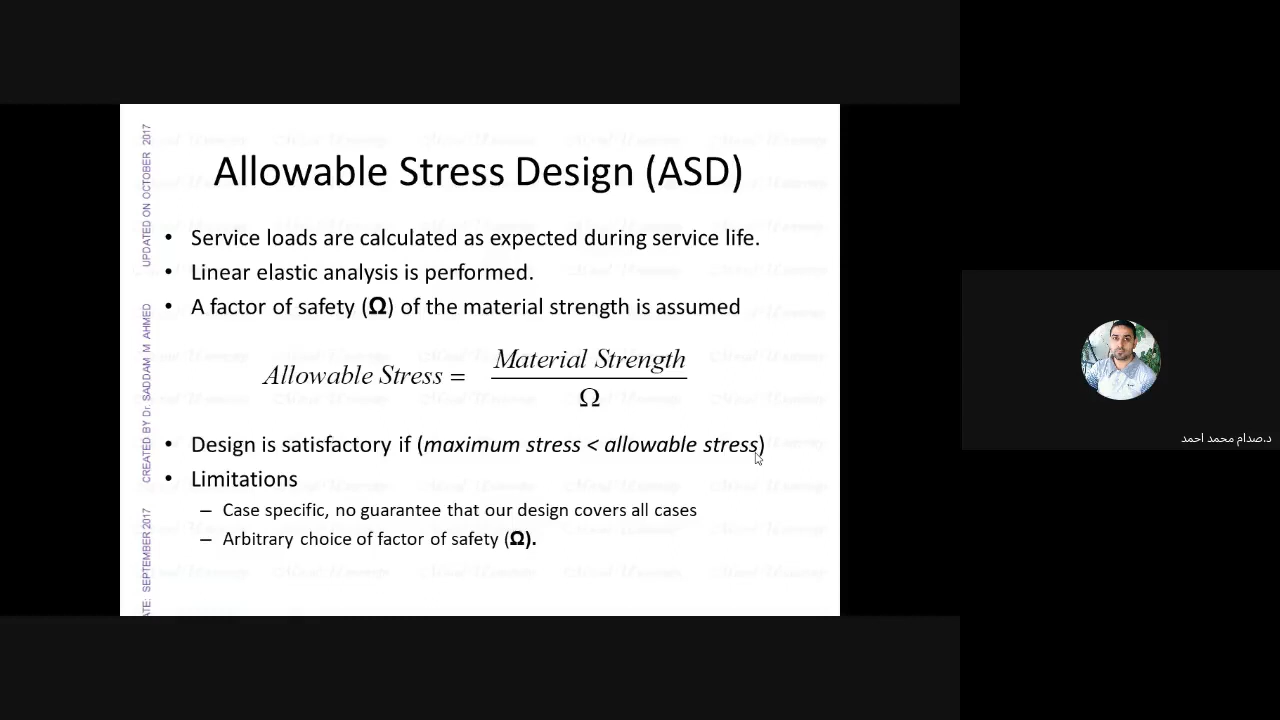 Allowable Stress Design (ASD)
• Service loads are calculated as expected during service life.
• Linear elastic analysis is performed.
• A factor of safety (Ω) of the material strength is assumed
Allowable Stress = Material Strength / Ω
• Design is satisfactory if (maximum stress < allowable stress)
• Limitations
– Case specific, no guarantee that our design covers all cases
– Arbitrary choice of factor of safety (Ω).
ATE: SEPTEMBER 2017 CREATED BY Dr. SADDAM M AHMED UPDATED ON OCTOBER 2017
د.صدام محمد احمد